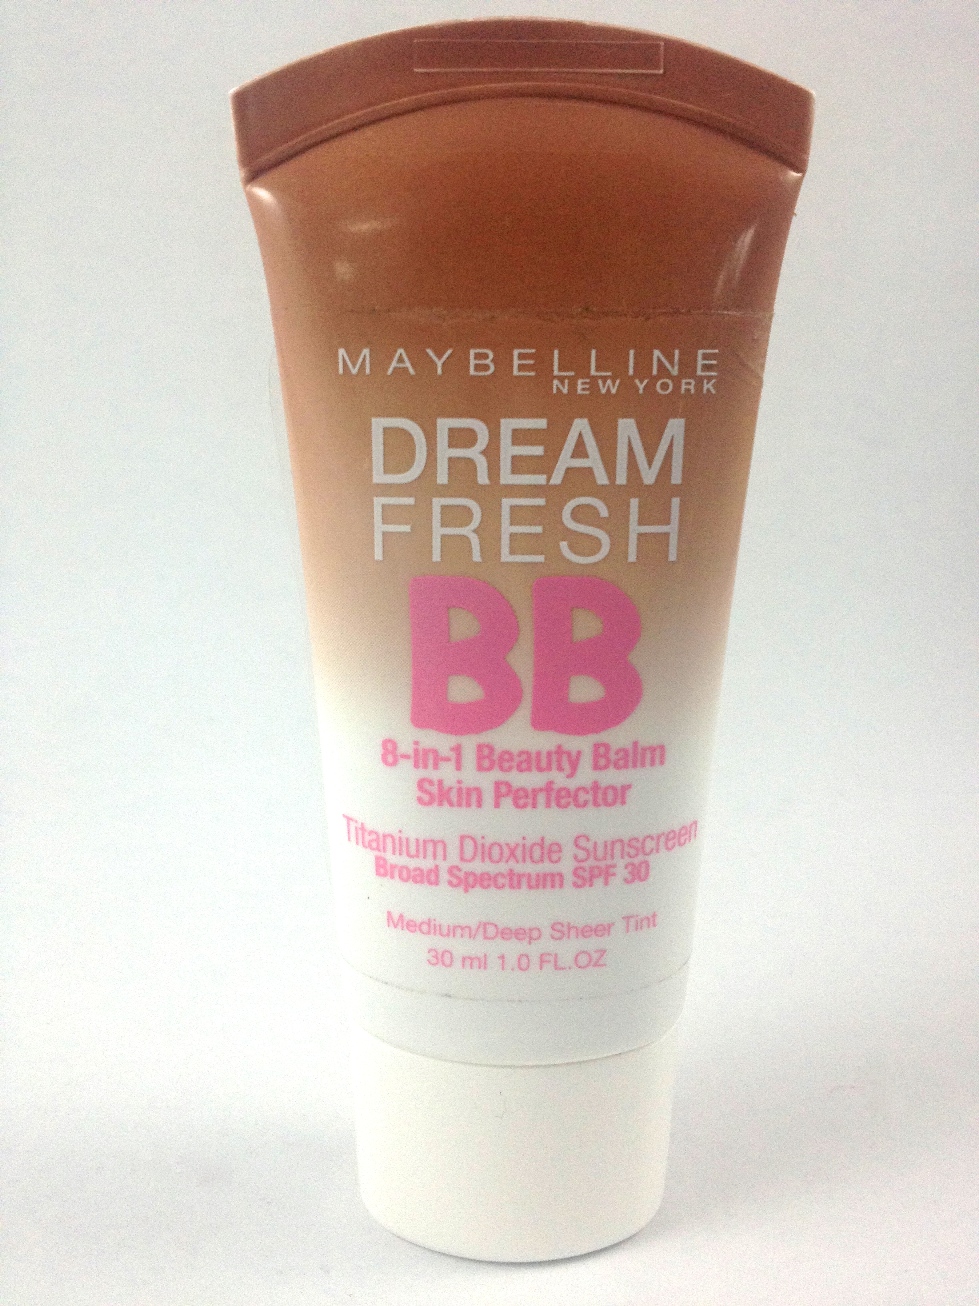 MAYBELLINE
NEW YORK
DREAM
FRESH
BB
8-in-1 Beauty Balm
Skin Perfector
Titanium Dioxide Sunscreen
Broad Spectrum SPF 30
Medium/Deep Sheer Tint
30 ml 1.0 FL.OZ